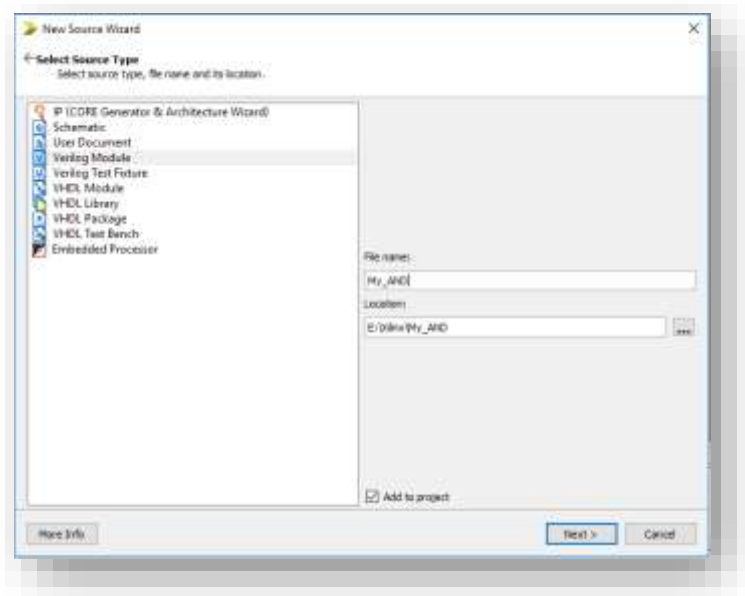 New Source Wizard
Select Source Type
Select source type, file name and its location.
IP (CORE Generator & Architecture Wizard)
Schematic
User Document
Verilog Module
Verilog Test Fixture
VHDL Module
VHDL Library
VHDL Package
VHDL Test Bench
Embedded Processor
File name:
My_AND
Location:
E:\Xilinx\My_AND
...
Add to project
More Info
Next >
Cancel